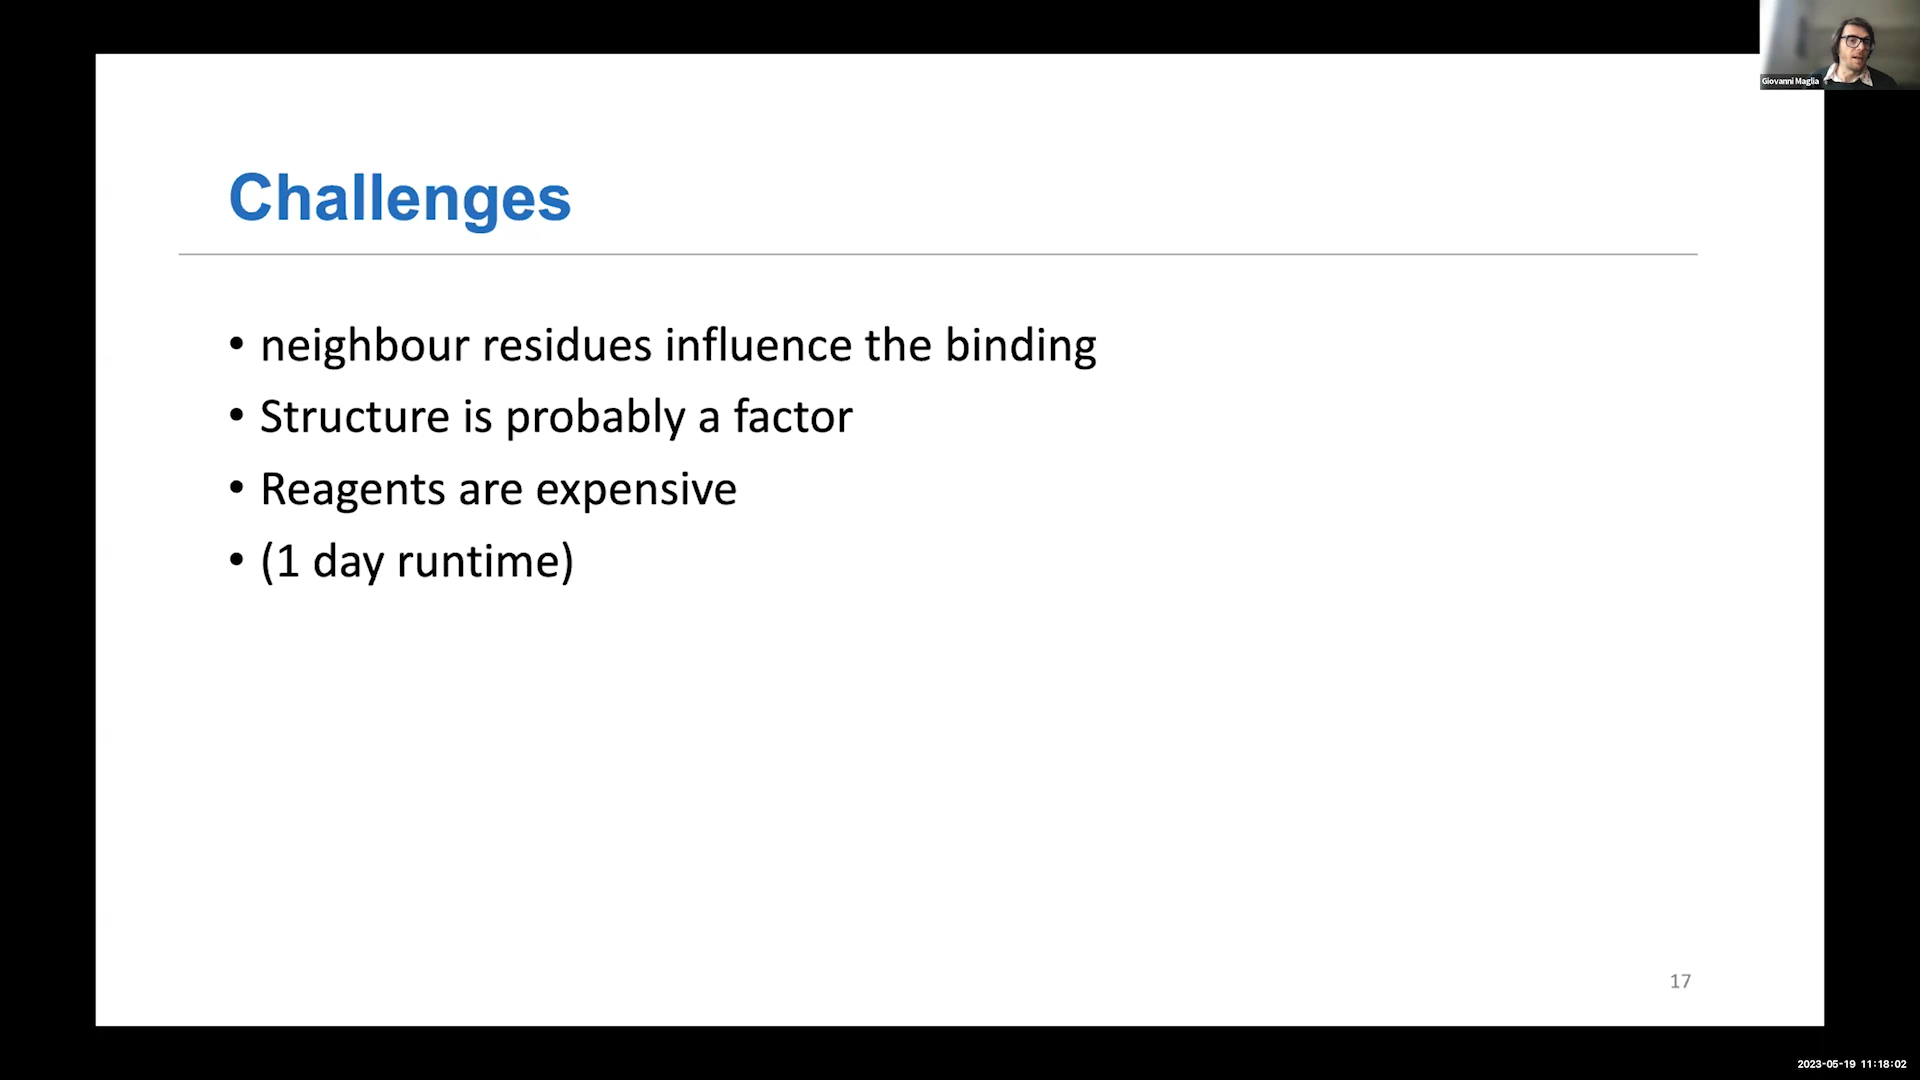 Giovanni Maglia
Challenges
• neighbour residues influence the binding
• Structure is probably a factor
• Reagents are expensive
• (1 day runtime)
17
2023-05-19 11:18:02